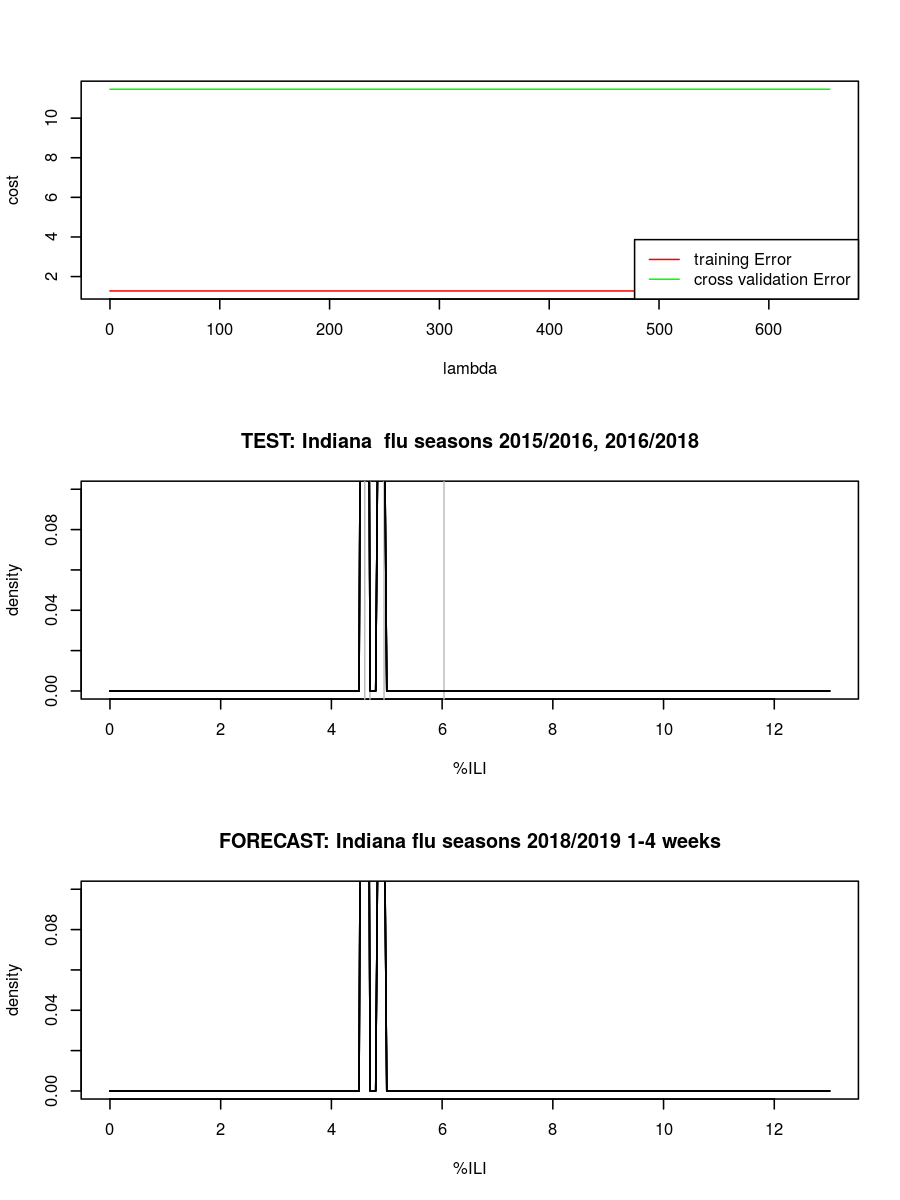 10
8
6
4
2
cost
training Error
cross validation Error
0 100 200 300 400 500 600
lambda
TEST: Indiana  flu seasons 2015/2016, 2016/2018
0.08
0.04
0.00
density
0 2 4 6 8 10 12
%ILI
FORECAST: Indiana flu seasons 2018/2019 1-4 weeks
0.08
0.04
0.00
density
0 2 4 6 8 10 12
%ILI